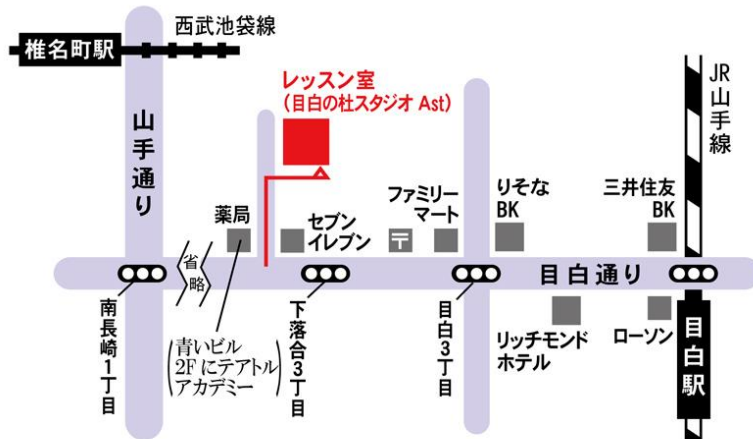 西武池袋線
椎名町駅
山手通り
レッスン室
(目白の杜スタジオ Ast)
JR山手線
薬局
セブン
イレブン
〒
ファミリー
マート
りそな
BK
三井住友
BK
省略
目白通り
南長崎1丁目
(青いビル
2Fにテアトル
アカデミー)
下落合3丁目
目白3丁目
リッチモンド
ホテル
ローソン
目白駅